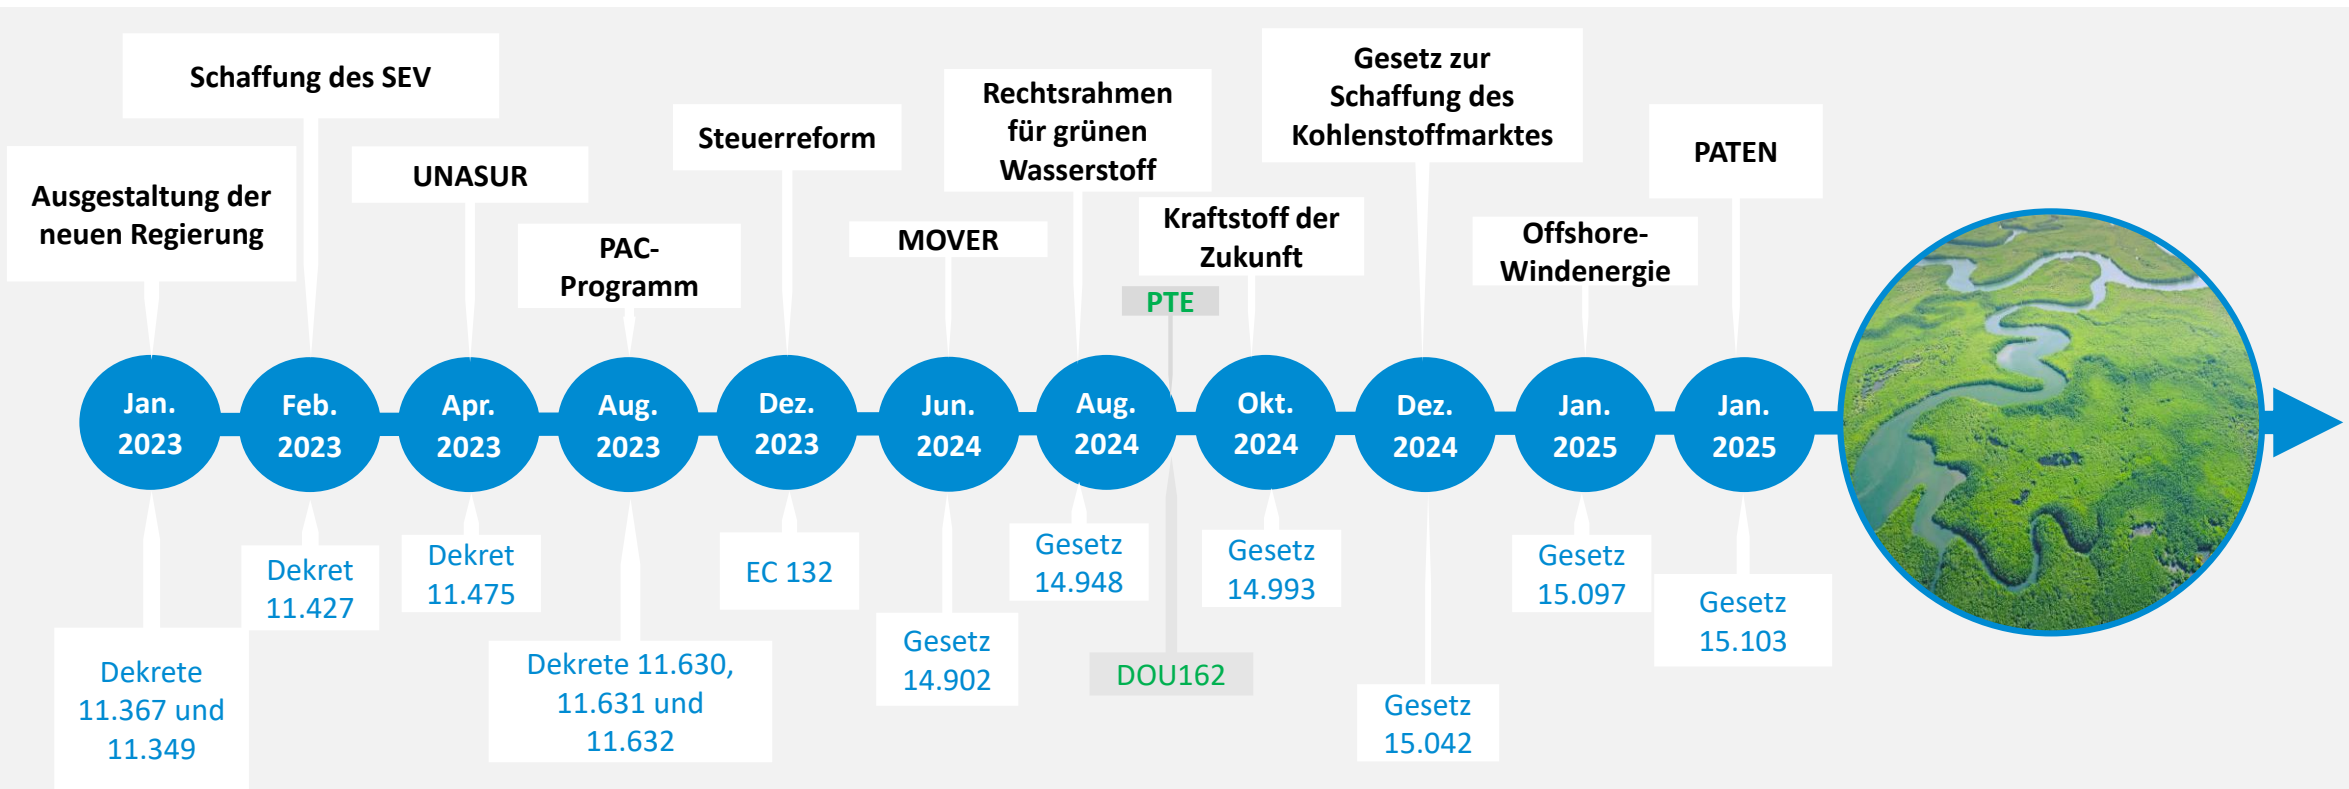 Schaffung des SEV
Ausgestaltung der
neuen Regierung
UNASUR
PAC-
Programm
Steuerreform
MOVER
Rechtsrahmen
für grünen
Wasserstoff
PTE
Kraftstoff der
Zukunft
Gesetz zur
Schaffung des
Kohlenstoffmarktes
Offshore-
Windenergie
PATEN
Jan.
2023
Feb.
2023
Apr.
2023
Aug.
2023
Dez.
2023
Jun.
2024
Aug.
2024
Okt.
2024
Dez.
2024
Jan.
2025
Jan.
2025
Dekrete
11.367 und
11.349
Dekret
11.427
Dekret
11.475
Dekrete 11.630,
11.631 und
11.632
EC 132
Gesetz
14.902
Gesetz
14.948
DOU162
Gesetz
14.993
Gesetz
15.042
Gesetz
15.097
Gesetz
15.103